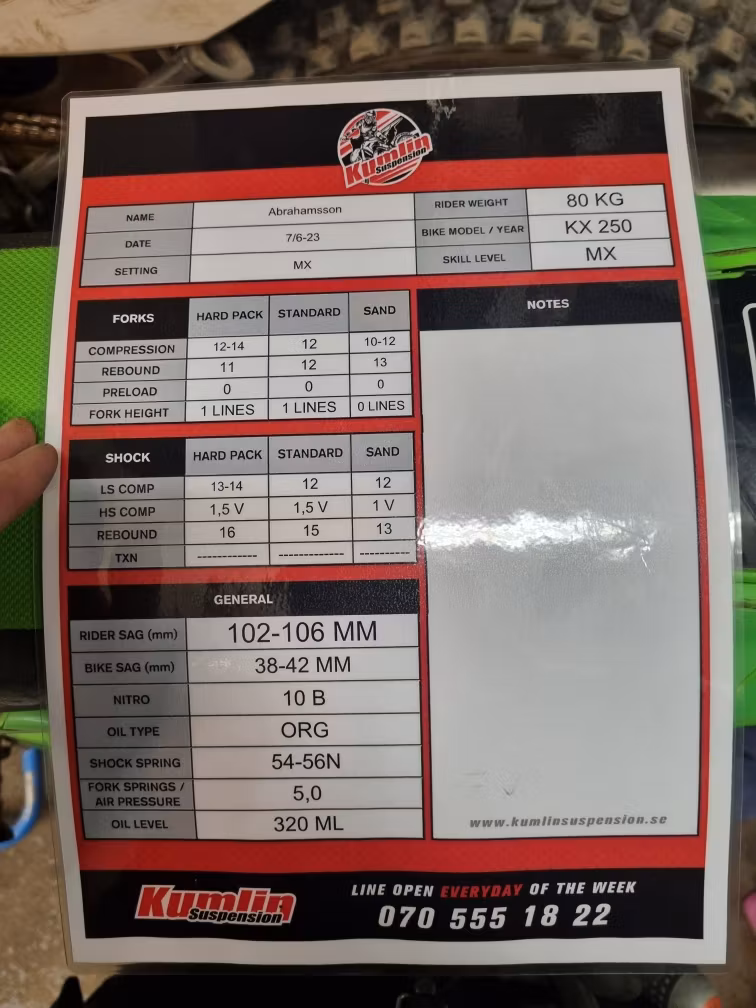 Kumlin
Suspension
NAME Abrahamsson RIDER WEIGHT 80 KG
DATE 7/6-23 BIKE MODEL / YEAR KX 250
SETTING MX SKILL LEVEL MX
FORKS HARD PACK STANDARD SAND
COMPRESSION 12-14 12 10-12
REBOUND 11 12 13
PRELOAD 0 0 0
FORK HEIGHT 1 LINES 1 LINES 0 LINES
SHOCK HARD PACK STANDARD SAND
LS COMP 13-14 12 12
HS COMP 1,5 V 1,5 V 1 V
REBOUND 16 15 13
TXN ------------ ------------- ----------
GENERAL
RIDER SAG (mm) 102-106 MM
BIKE SAG (mm) 38-42 MM
NITRO 10 B
OIL TYPE ORG
SHOCK SPRING 54-56N
FORK SPRINGS /
AIR PRESSURE 5,0
OIL LEVEL 320 ML
NOTES
www.kumlinsuspension.se
Kumlin
Suspension
LINE OPEN EVERYDAY OF THE WEEK
070 555 18 22